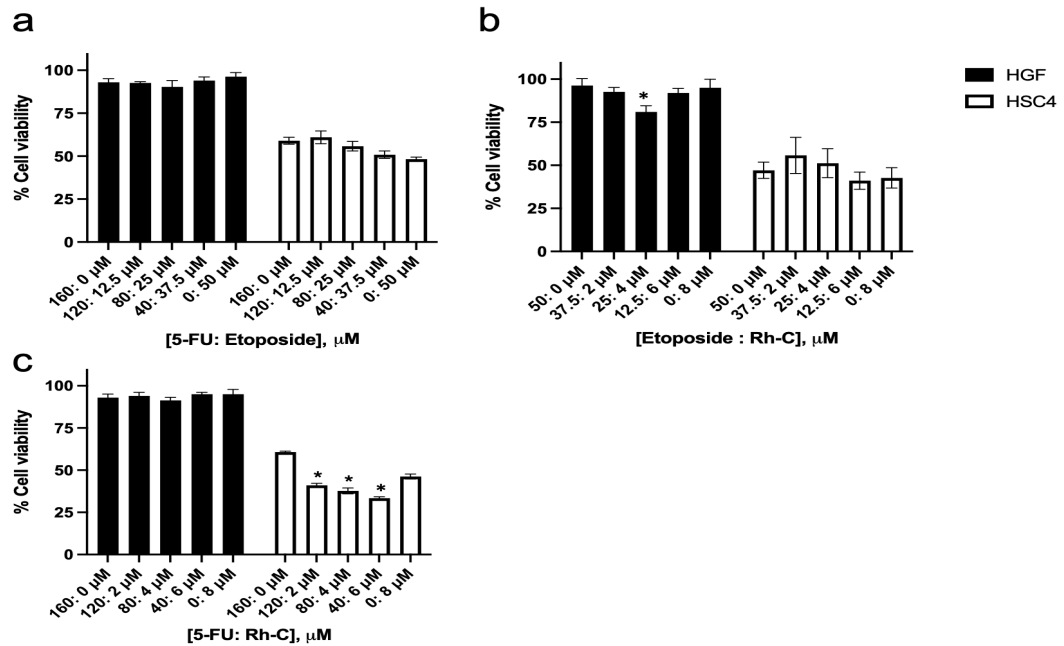 a
% Cell viability
100
75
50
25
0
160: 0 μM
120: 12.5 μM
80: 25 μM
40: 37.5 μM
0: 50 μM
160: 0 μM
120: 12.5 μM
80: 25 μM
40: 37.5 μM
0: 50 μM
[5-FU: Etoposide], μM
b
% Cell viability
100
75
50
25
0
*
50: 0 μM
37.5: 2 μM
25: 4 μM
12.5: 6 μM
0: 8 μM
50: 0 μM
37.5: 2 μM
25: 4 μM
12.5: 6 μM
0: 8 μM
[Etoposide : Rh-C], μM
HGF
HSC4
c
% Cell viability
100
75
50
25
0
* * *
160: 0 μM
120: 2 μM
80: 4 μM
40: 6 μM
0: 8 μM
160: 0 μM
120: 2 μM
80: 4 μM
40: 6 μM
0: 8 μM
[5-FU: Rh-C], μM